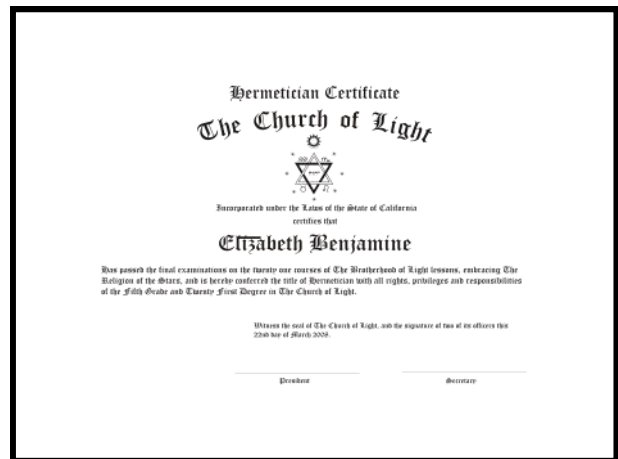 Hermetician Certificate
The Church of Light
Incorporated under the Laws of the State of California
certifies that
Elizabeth Benjamine
Has passed the final examinations on the twenty one courses of The Brotherhood of Light lessons, embracing The
Religion of the Stars, and is hereby conferred the title of Hermetician with all rights, privileges and responsibilities
of the Fifth Grade and Twenty First Degree in The Church of Light.
Witness the seal of The Church of Light, and the signature of two of its officers this
22nd day of March 2008.
President Secretary